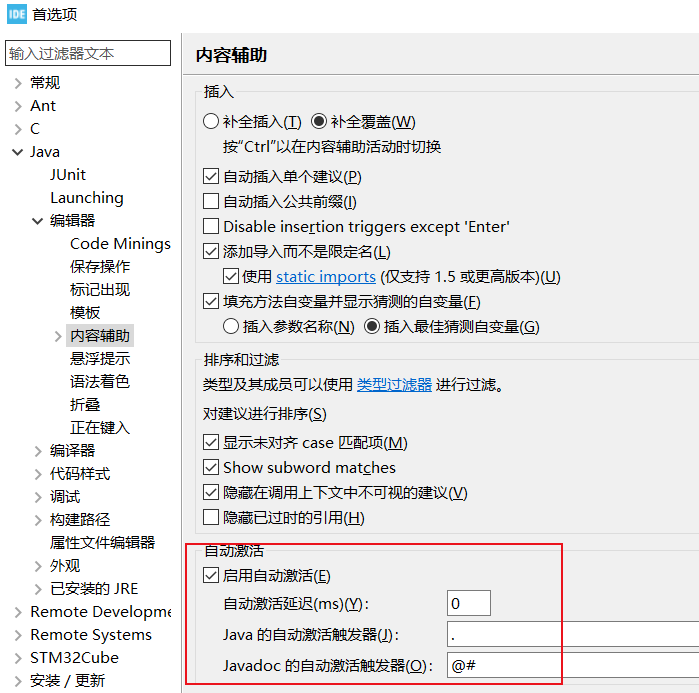 IDE 首选项
输入过滤器文本
常规
Ant
C
Java
JUnit
Launching
编辑器
Code Minings
保存操作
标记出现
模板
内容辅助
悬浮提示
语法着色
折叠
正在键入
编译器
代码样式
调试
构建路径
属性文件编辑器
外观
已安装的 JRE
Remote Developme
Remote Systems
STM32Cube
安装 / 更新
内容辅助
插入
补全插入(T) 补全覆盖(W)
按“Ctrl”以在内容辅助活动时切换
自动插入单个建议(P)
自动插入公共前缀(I)
Disable insertion triggers except 'Enter'
添加导入而不是限定名(L)
使用 static imports (仅支持 1.5 或更高版本)(U)
填充方法自变量并显示猜测的自变量(F)
插入参数名称(N) 插入最佳猜测自变量(G)
排序和过滤
类型及其成员可以使用 类型过滤器 进行过滤。
对建议进行排序(S)
显示未对齐 case 匹配项(M)
Show subword matches
隐藏在调用上下文中不可视的建议(V)
隐藏已过时的引用(H)
自动激活
启用自动激活(E)
自动激活延迟(ms)(Y): 0
Java 的自动激活触发器(J): .
Javadoc 的自动激活触发器(O): @#